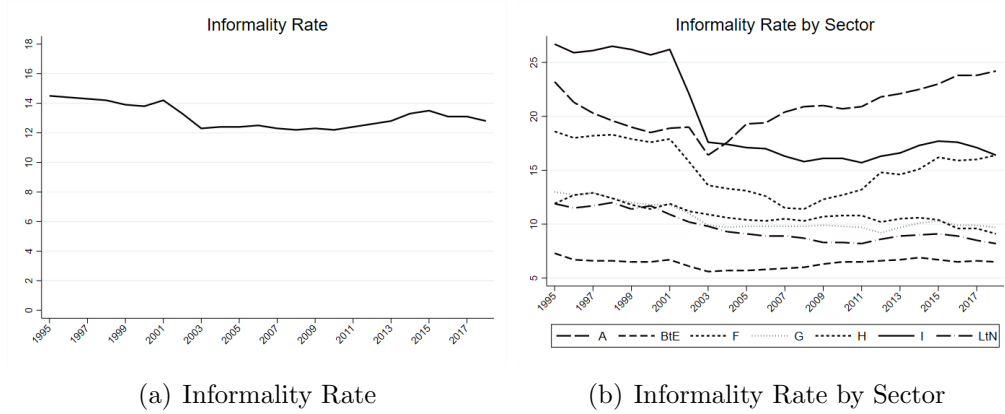 Informality Rate
18
16
14
12
10
8
6
4
2
0
1995 1997 1999 2001 2003 2005 2007 2009 2011 2013 2015 2017
(a) Informality Rate
Informality Rate by Sector
25
20
15
10
5
1995 1997 1999 2001 2003 2005 2007 2009 2011 2013 2015 2017
A BtE F G H I LtN
(b) Informality Rate by Sector